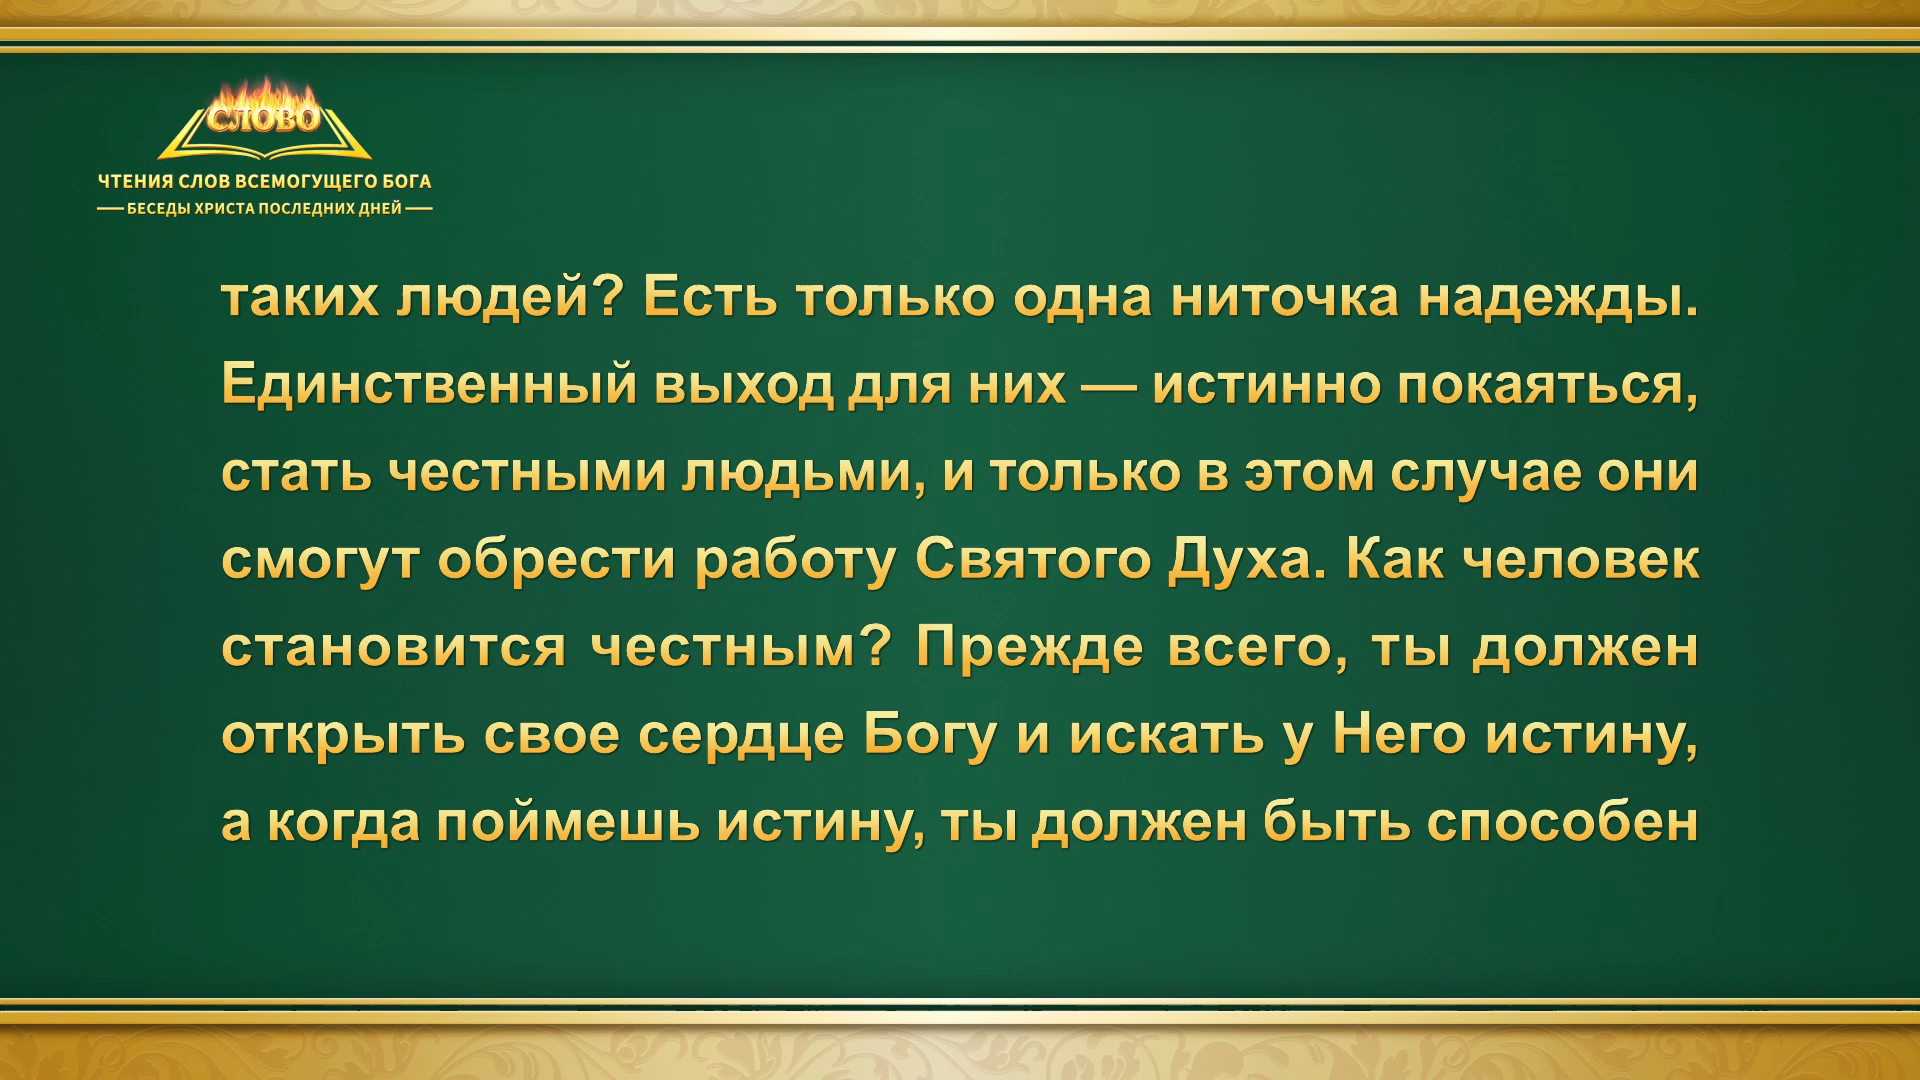 СЛОВО
ЧТЕНИЯ СЛОВ ВСЕМОГУЩЕГО БОГА
БЕСЕДЫ ХРИСТА ПОСЛЕДНИХ ДНЕЙ
таких людей? Есть только одна ниточка надежды.
Единственный выход для них — истинно покаяться,
стать честными людьми, и только в этом случае они
смогут обрести работу Святого Духа. Как человек
становится честным? Прежде всего, ты должен
открыть свое сердце Богу и искать у Него истину,
а когда поймешь истину, ты должен быть способен